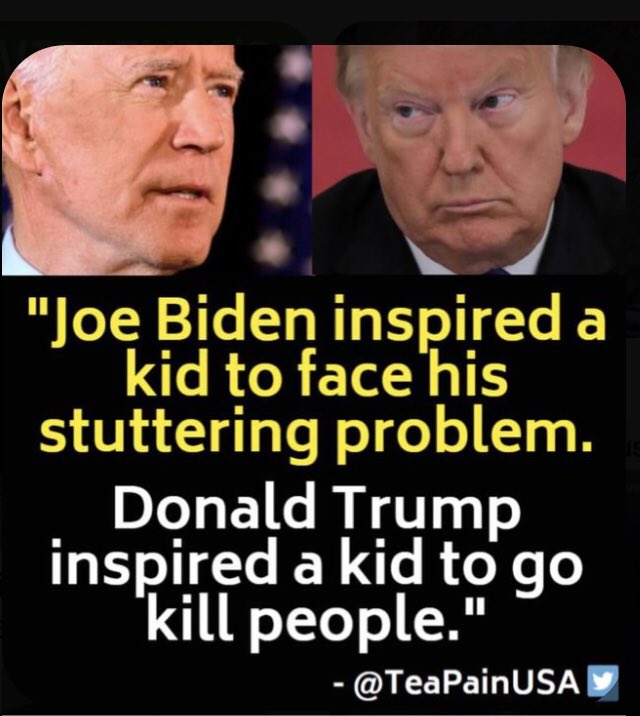 "Joe Biden inspired a
kid to face his
stuttering problem.
Donald Trump
inspired a kid to go
kill people."
- @TeaPainUSA